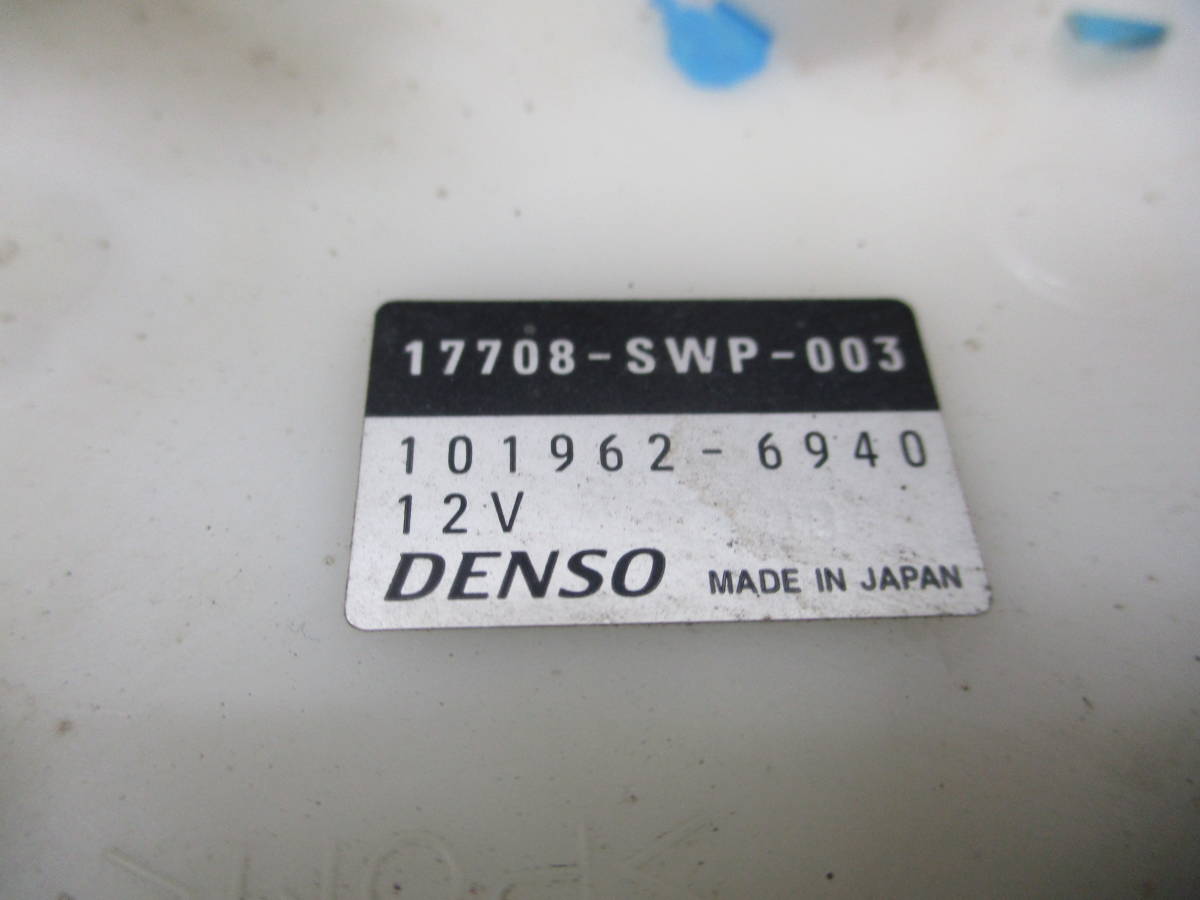 17708-SWP-003
101962-6940
12V
DENSO MADE IN JAPAN